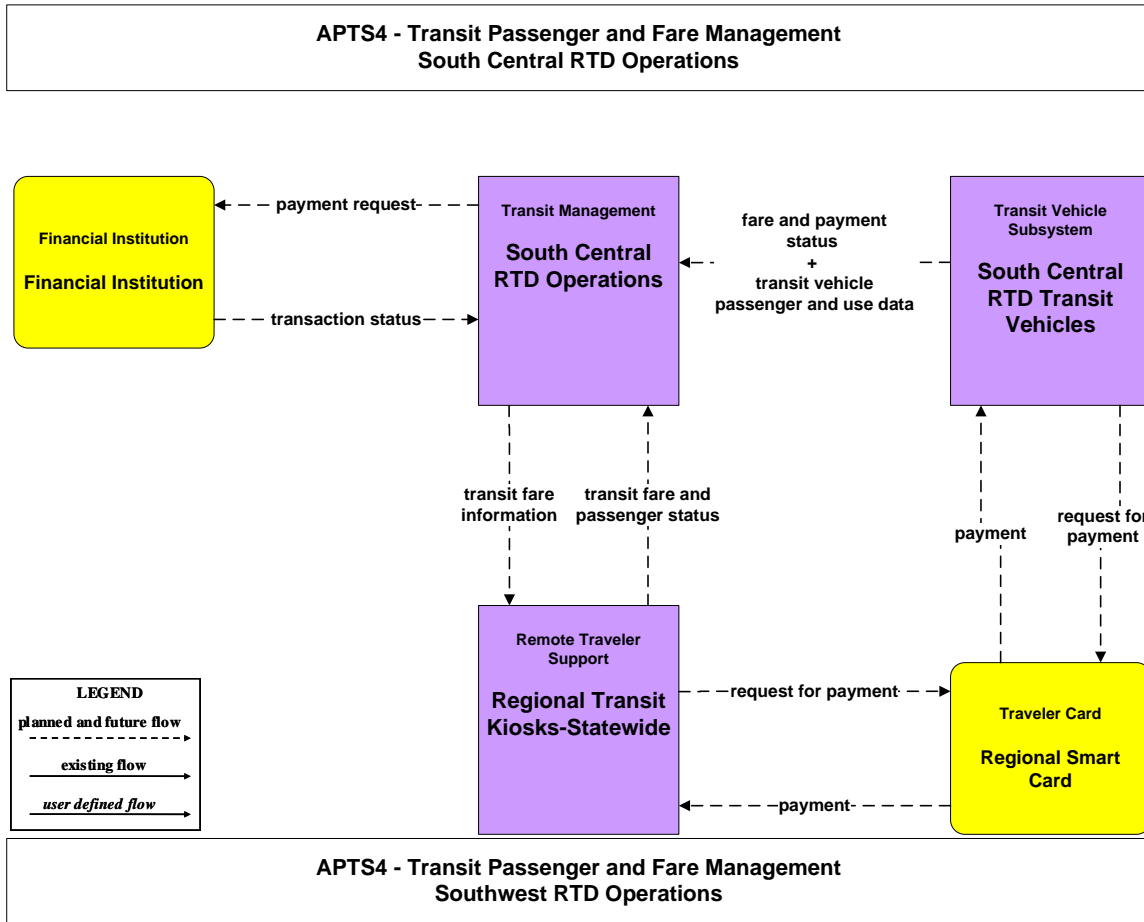 APTS4 - Transit Passenger and Fare Management
South Central RTD Operations
Financial Institution
Financial Institution
payment request
transaction status
Transit Management
South Central
RTD Operations
fare and payment
status
+
transit vehicle
passenger and use data
Transit Vehicle
Subsystem
South Central
RTD Transit
Vehicles
transit fare
information
transit fare and
passenger status
payment
request for
payment
Remote Traveler
Support
Regional Transit
Kiosks-Statewide
request for payment
payment
Traveler Card
Regional Smart
Card
LEGEND
planned and future flow
existing flow
user defined flow
APTS4 - Transit Passenger and Fare Management
Southwest RTD Operations